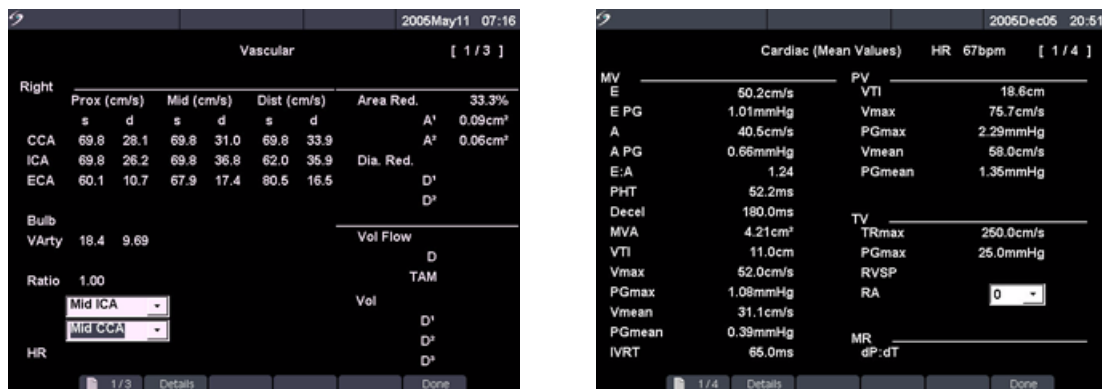 2005May11 07:16
Vascular [ 1 / 3 ]
Right
Prox (cm/s) Mid (cm/s) Dist (cm/s) Area Red. 33.3%
s d s d s d A¹ 0.09cm²
CCA 69.8 28.1 69.8 31.0 69.8 33.9 A² 0.06cm²
ICA 69.8 26.2 69.8 36.8 62.0 35.9 Dia. Red.
ECA 60.1 10.7 67.9 17.4 80.5 16.5 D¹
D²
Bulb
VArty 18.4 9.69 Vol Flow
D
Ratio 1.00 TAM
Mid ICA Vol
D¹
Mid CCA
D²
HR D³
1/3 Details Done
2005Dec05 20:51
Cardiac (Mean Values) HR 67bpm [ 1 / 4 ]
MV PV
E 50.2cm/s VTI 18.6cm
E PG 1.01mmHg Vmax 75.7cm/s
A 40.5cm/s PGmax 2.29mmHg
A PG 0.66mmHg Vmean 58.0cm/s
E:A 1.24 PGmean 1.35mmHg
PHT 52.2ms
Decel 180.0ms TV
MVA 4.21cm² TRmax 250.0cm/s
VTI 11.0cm PGmax 25.0mmHg
Vmax 52.0cm/s RVSP
PGmax 1.08mmHg RA 0
Vmean 31.1cm/s
PGmean 0.39mmHg MR
IVRT 65.0ms dP:dT
1/4 Details Done